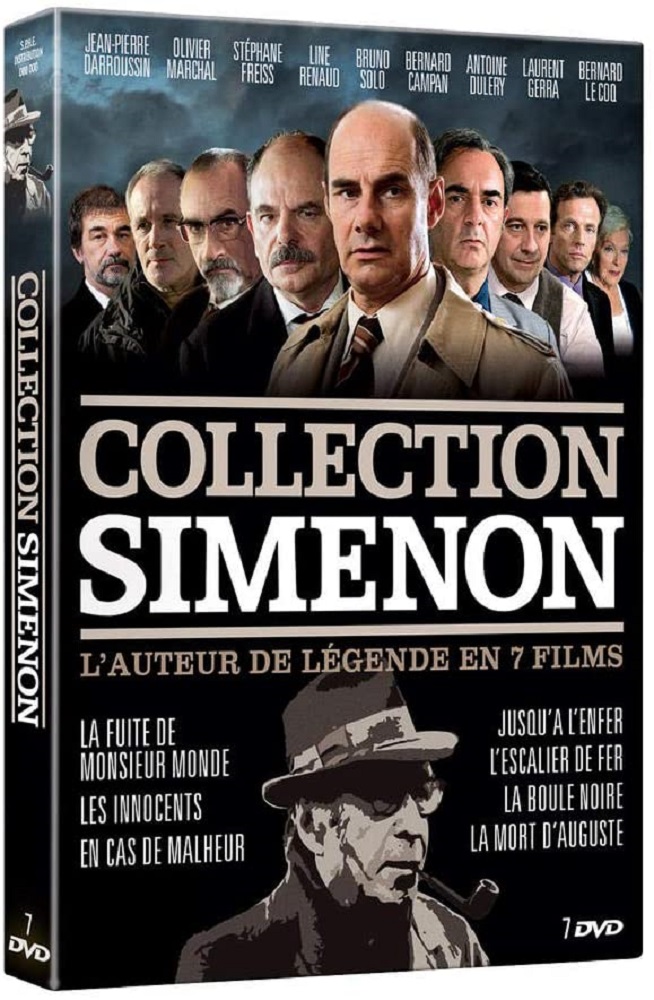 S.P.H.E.
DISTRIBUTION
JEAN-PIERRE DARROUSSIN
OLIVIER MARCHAL
STÉPHANE FREISS
LINE RENAUD
BRUNO SOLO
BERNARD CAMPAN
ANTOINE DULERY
LAURENT GERRA
BERNARD LE COQ
COLLECTION
SIMENON
L'AUTEUR DE LÉGENDE EN 7 FILMS
LA FUITE DE
MONSIEUR MONDE
LES INNOCENTS
EN CAS DE MALHEUR
JUSQU'A L'ENFER
L'ESCALIER DE FER
LA BOULE NOIRE
LA MORT D'AUGUSTE
7 DVD
COLLECTION SIMENON
7
DVD